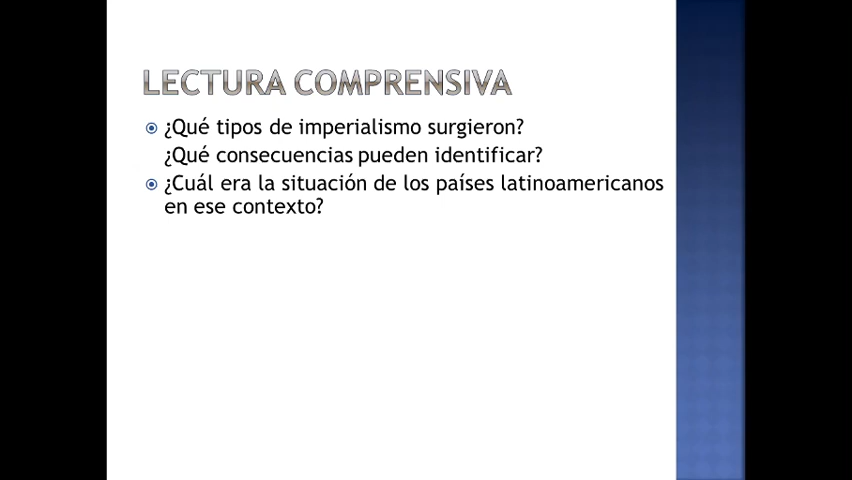 LECTURA COMPRENSIVA
¿Qué tipos de imperialismo surgieron?
¿Qué consecuencias pueden identificar?
¿Cuál era la situación de los países latinoamericanos
en ese contexto?